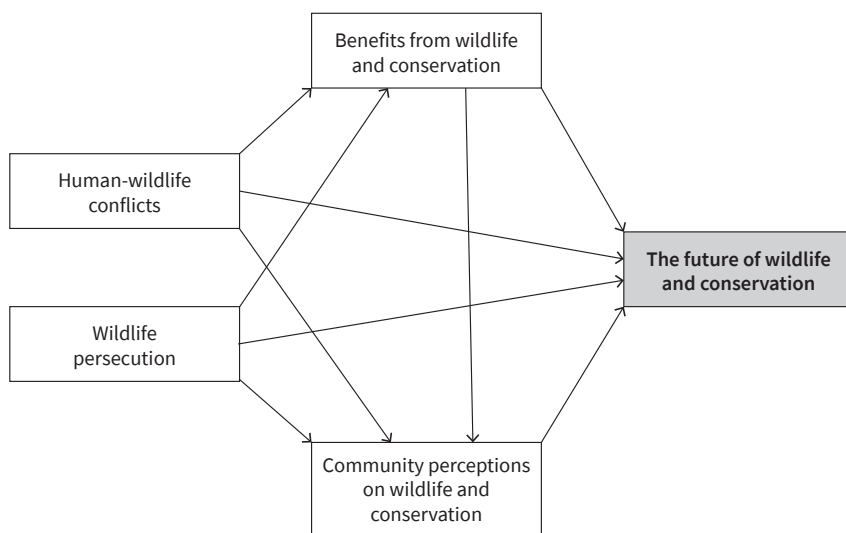 Benefits from wildlife
and conservation
Human-wildlife
conflicts
The future of wildlife
and conservation
Wildlife
persecution
Community perceptions
on wildlife and
conservation